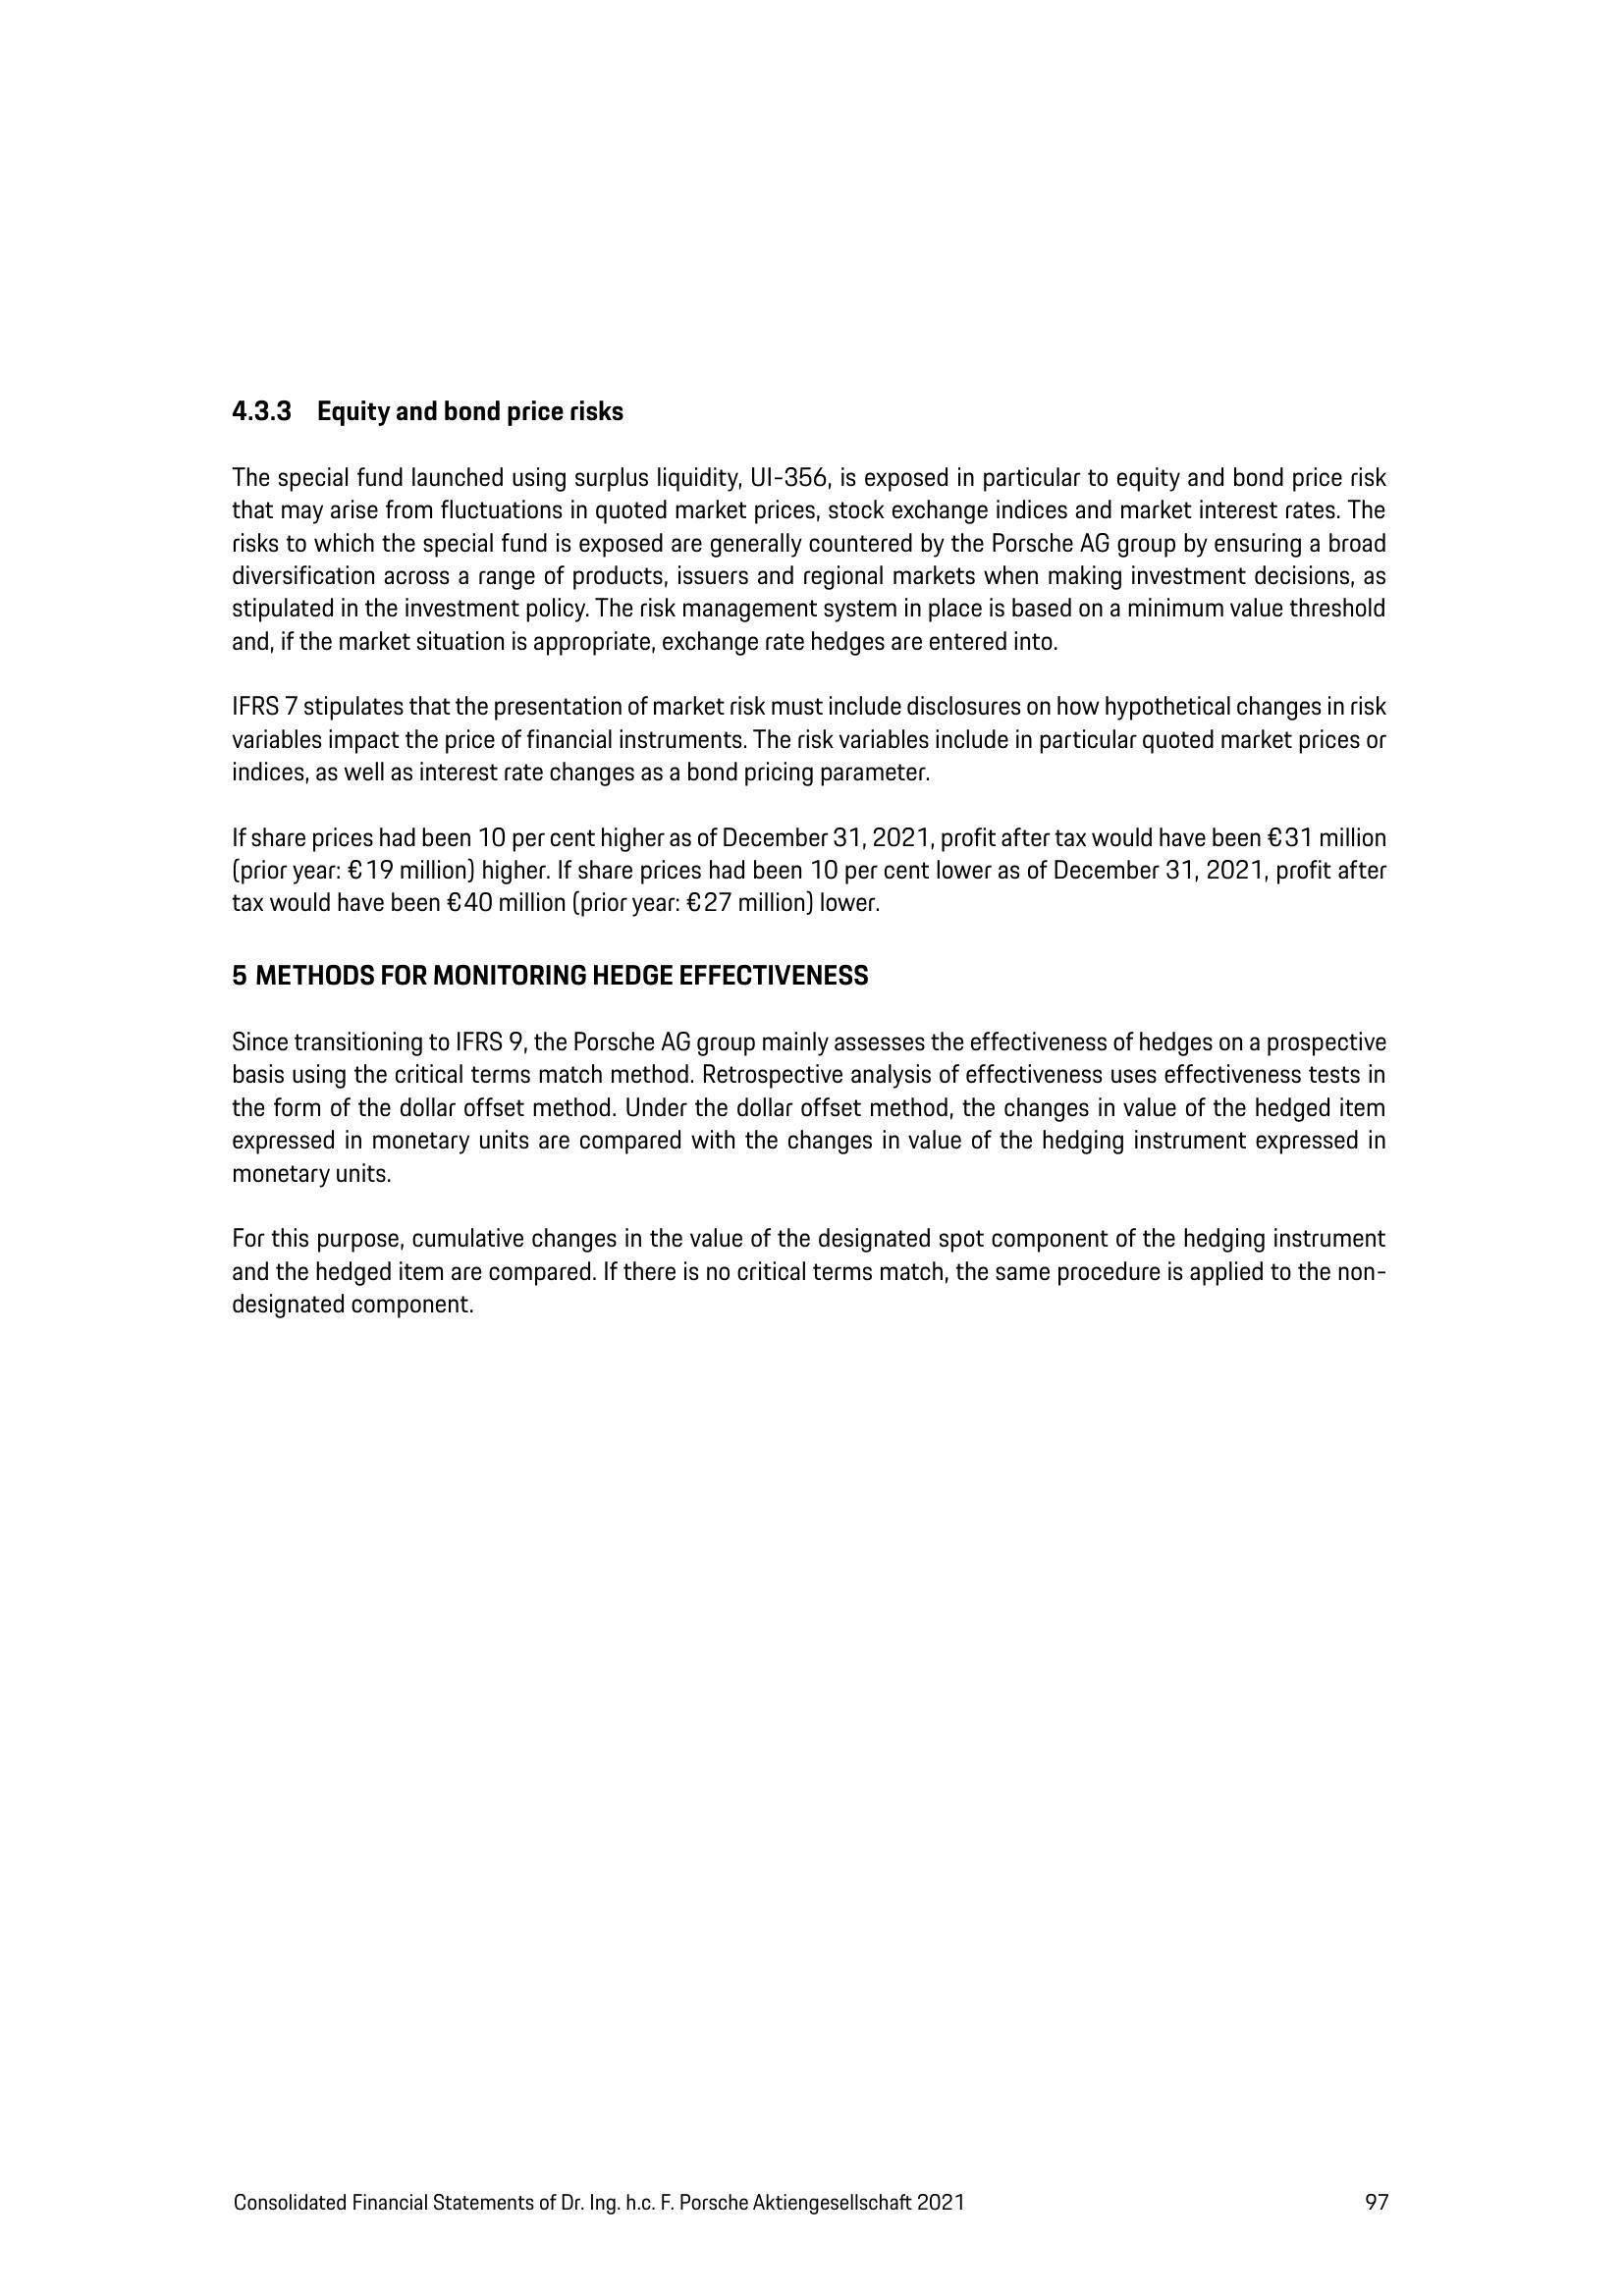 4.3.3 Equity and bond price risks
The special fund launched using surplus liquidity, UI-356, is exposed in particular to equity and bond price risk
that may arise from fluctuations in quoted market prices, stock exchange indices and market interest rates. The
risks to which the special fund is exposed are generally countered by the Porsche AG group by ensuring a broad
diversification across a range of products, issuers and regional markets when making investment decisions, as
stipulated in the investment policy. The risk management system in place is based on a minimum value threshold
and, if the market situation is appropriate, exchange rate hedges are entered into.
IFRS 7 stipulates that the presentation of market risk must include disclosures on how hypothetical changes in risk
variables impact the price of financial instruments. The risk variables include in particular quoted market prices or
indices, as well as interest rate changes as a bond pricing parameter.
If share prices had been 10 per cent higher as of December 31, 2021, profit after tax would have been €31 million
(prior year: €19 million) higher. If share prices had been 10 per cent lower as of December 31, 2021, profit after
tax would have been €40 million (prior year: €27 million) lower.
5 METHODS FOR MONITORING HEDGE EFFECTIVENESS
Since transitioning to IFRS 9, the Porsche AG group mainly assesses the effectiveness of hedges on a prospective
basis using the critical terms match method. Retrospective analysis of effectiveness uses effectiveness tests in
the form of the dollar offset method. Under the dollar offset method, the changes in value of the hedged item
expressed in monetary units are compared with the changes in value of the hedging instrument expressed in
monetary units.
For this purpose, cumulative changes in the value of the designated spot component of the hedging instrument
and the hedged item are compared. If there is no critical terms match, the same procedure is applied to the non-
designated component.
Consolidated Financial Statements of Dr. Ing. h.c. F. Porsche Aktiengesellschaft 2021 97